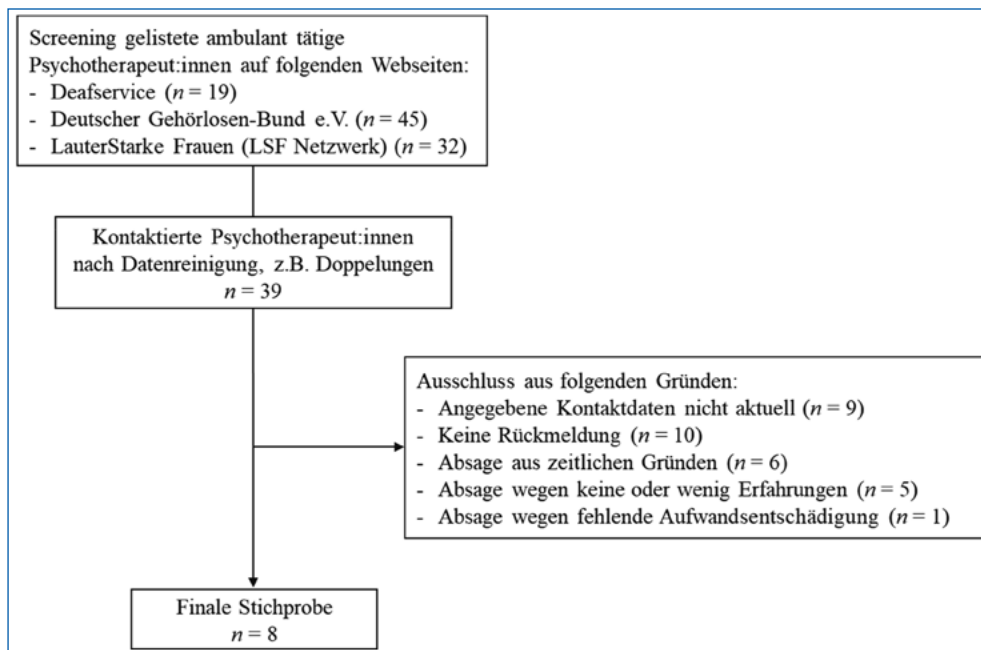 Screening gelistete ambulant tätige
Psychotherapeut:innen auf folgenden Webseiten:
- Deafservice (n = 19)
- Deutscher Gehörlosen-Bund e.V. (n = 45)
- LauterStarke Frauen (LSF Netzwerk) (n = 32)
Kontaktierte Psychotherapeut:innen
nach Datenreinigung, z.B. Doppelungen
n = 39
Ausschluss aus folgenden Gründen:
- Angegebene Kontaktdaten nicht aktuell (n = 9)
- Keine Rückmeldung (n = 10)
- Absage aus zeitlichen Gründen (n = 6)
- Absage wegen keine oder wenig Erfahrungen (n = 5)
- Absage wegen fehlende Aufwandsentschädigung (n = 1)
Finale Stichprobe
n = 8